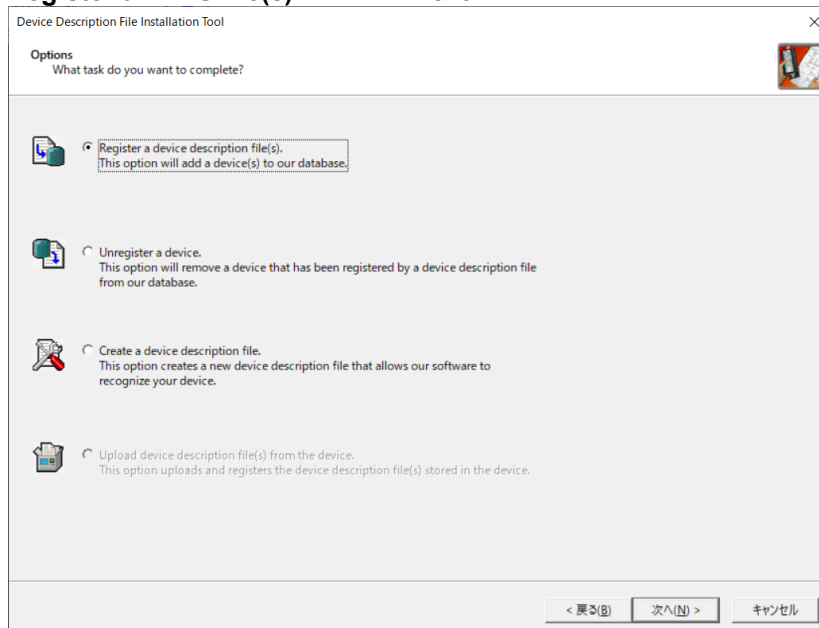 Device Description File Installation Tool
Options
What task do you want to complete?
Register a device description file(s).
This option will add a device(s) to our database.
Unregister a device.
This option will remove a device that has been registered by a device description file
from our database.
Create a device description file.
This option creates a new device description file that allows our software to
recognize your device.
Upload device description file(s) from the device.
This option uploads and registers the device description file(s) stored in the device.
< 戻る(B)
次へ(N) >
キャンセル